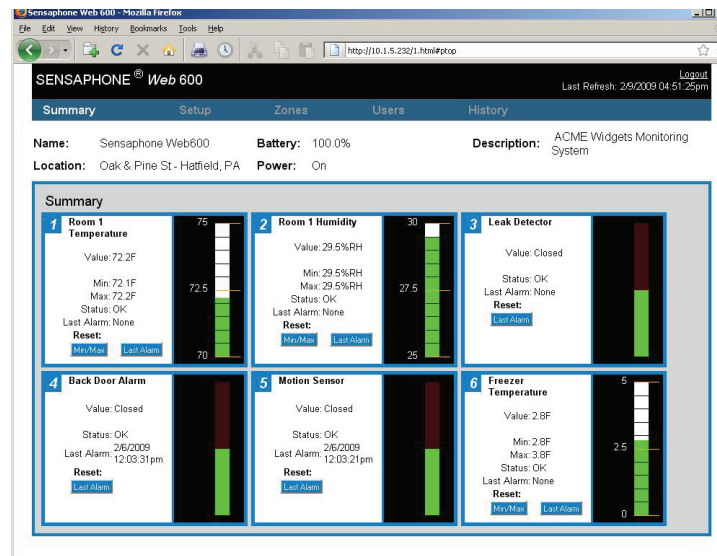 Sensaphone Web 600 - Mozilla Firefox
File Edit View History Bookmarks Tools Help
http://10.1.5.232/1.html#ptop
SENSAPHONE ® Web 600
Logout
Last Refresh: 2/9/2009 04:51:25pm
Summary Setup Zones Users History
Name: Sensaphone Web600 Battery: 100.0% Description: ACME Widgets Monitoring System
Location: Oak & Pine St - Hatfield, PA Power: On
Summary
1 Room 1 Temperature
Value: 72.2F
Min: 72.1F
Max: 72.2F
Status: OK
Last Alarm: None
Reset:
Min/Max Last Alarm
75
72.5
70
2 Room 1 Humidity
Value: 29.5%RH
Min: 29.5%RH
Max: 29.5%RH
Status: OK
Last Alarm: None
Reset:
Min/Max Last Alarm
30
27.5
25
3 Leak Detector
Value: Closed
Status: OK
Last Alarm: None
Reset:
Last Alarm
4 Back Door Alarm
Value: Closed
Status: OK
Last Alarm: 2/6/2009 12:03:31pm
Reset:
Last Alarm
5 Motion Sensor
Value: Closed
Status: OK
Last Alarm: 2/6/2009 12:03:21pm
Reset:
Last Alarm
6 Freezer Temperature
Value: 2.8F
Min: 2.8F
Max: 3.8F
Status: OK
Last Alarm: None
Reset:
Min/Max Last Alarm
5
2.5
0